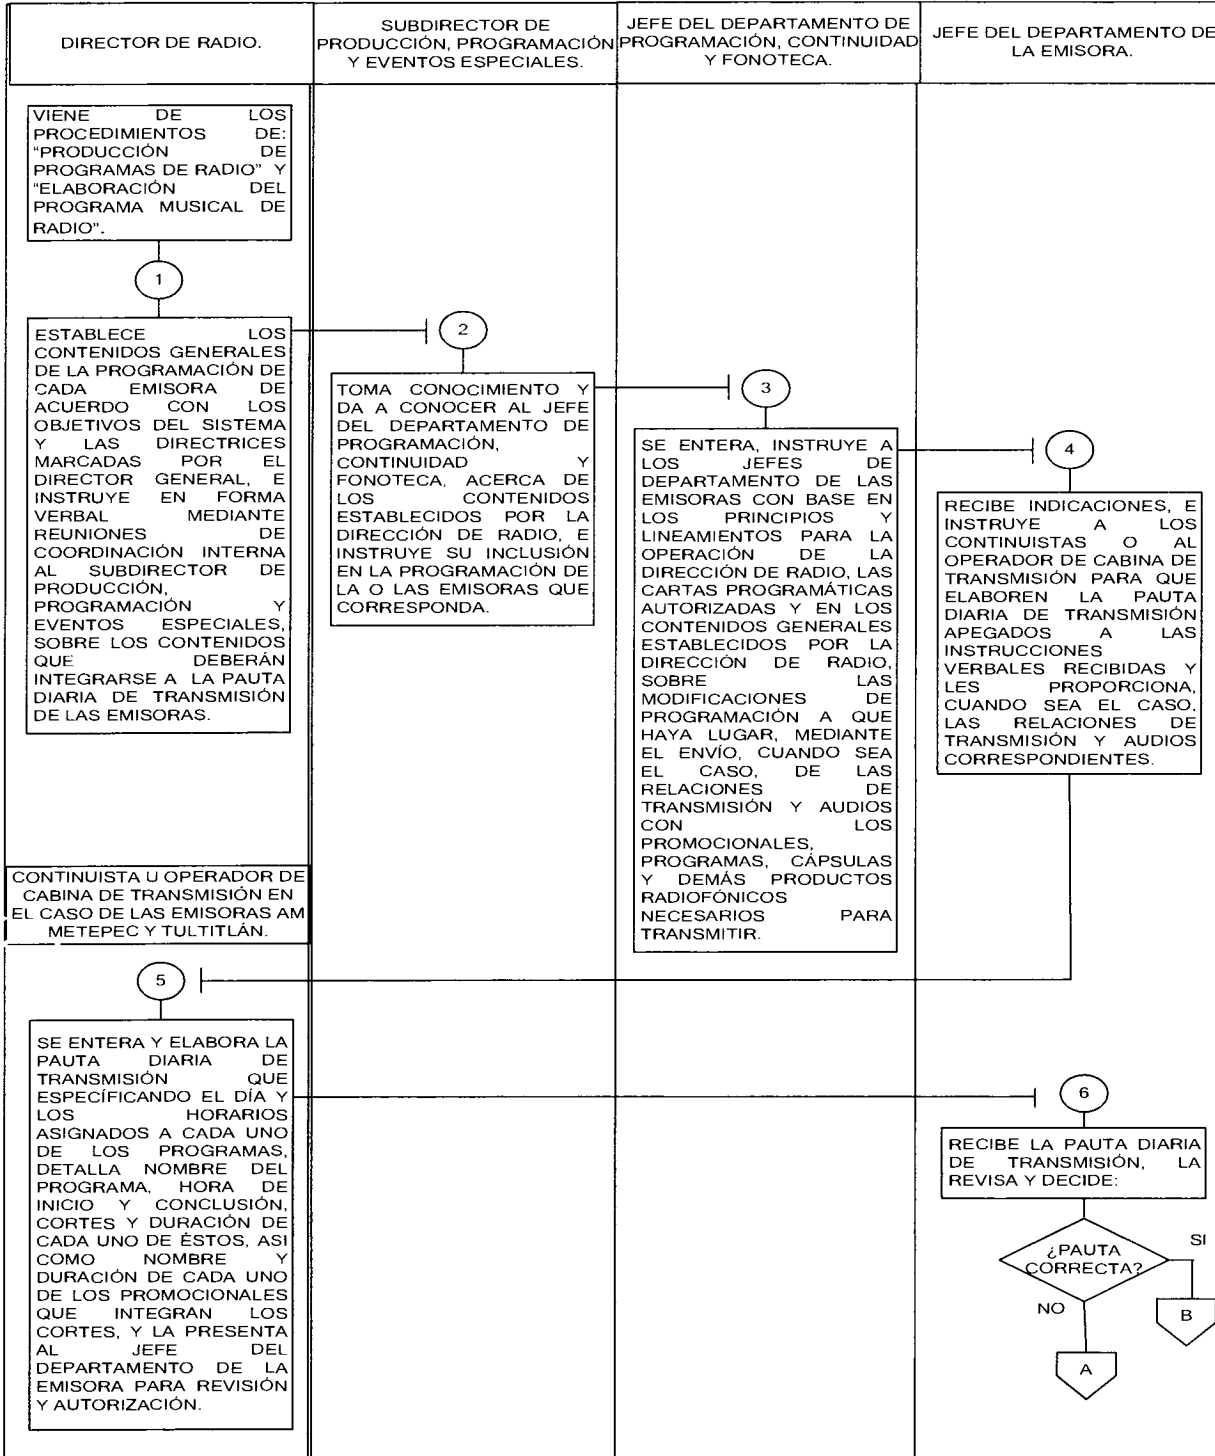 DIRECTOR DE RADIO.
SUBDIRECTOR DE
PRODUCCIÓN, PROGRAMACIÓN
Y EVENTOS ESPECIALES.
JEFE DEL DEPARTAMENTO DE
PROGRAMACIÓN, CONTINUIDAD
Y FONOTECA.
JEFE DEL DEPARTAMENTO DE
LA EMISORA.
VIENE DE LOS
PROCEDIMIENTOS DE:
"PRODUCCIÓN DE
PROGRAMAS DE RADIO" Y
"ELABORACIÓN DEL
PROGRAMA MUSICAL DE
RADIO".
1
ESTABLECE LOS
CONTENIDOS GENERALES
DE LA PROGRAMACIÓN DE
CADA EMISORA DE
ACUERDO CON LOS
OBJETIVOS DEL SISTEMA
Y LAS DIRECTRICES
MARCADAS POR EL
DIRECTOR GENERAL, E
INSTRUYE EN FORMA
VERBAL MEDIANTE
REUNIONES DE
COORDINACIÓN INTERNA
AL SUBDIRECTOR DE
PRODUCCIÓN,
PROGRAMACIÓN Y
EVENTOS ESPECIALES,
SOBRE LOS CONTENIDOS
QUE DEBERÁN
INTEGRARSE A LA PAUTA
DIARIA DE TRANSMISIÓN
DE LAS EMISORAS.
2
TOMA CONOCIMIENTO Y
DA A CONOCER AL JEFE
DEL DEPARTAMENTO DE
PROGRAMACIÓN,
CONTINUIDAD Y
FONOTECA, ACERCA DE
LOS CONTENIDOS
ESTABLECIDOS POR LA
DIRECCIÓN DE RADIO, E
INSTRUYE SU INCLUSIÓN
EN LA PROGRAMACIÓN DE
LA O LAS EMISORAS QUE
CORRESPONDA.
3
SE ENTERA, INSTRUYE A
LOS JEFES DE
DEPARTAMENTO DE LAS
EMISORAS CON BASE EN
LOS PRINCIPIOS Y
LINEAMIENTOS PARA LA
OPERACIÓN DE LA
DIRECCIÓN DE RADIO, LAS
CARTAS PROGRAMÁTICAS
AUTORIZADAS Y EN LOS
CONTENIDOS GENERALES
ESTABLECIDOS POR LA
DIRECCIÓN DE RADIO,
SOBRE LAS
MODIFICACIONES DE
PROGRAMACIÓN A QUE
HAYA LUGAR, MEDIANTE
EL ENVÍO, CUANDO SEA
EL CASO, DE LAS
RELACIONES DE
TRANSMISIÓN Y AUDIOS
CON LOS
PROMOCIONALES,
PROGRAMAS, CÁPSULAS
Y DEMÁS PRODUCTOS
RADIOFÓNICOS
NECESARIOS PARA
TRANSMITIR.
4
RECIBE INDICACIONES, E
INSTRUYE A LOS
CONTINUISTAS O AL
OPERADOR DE CABINA DE
TRANSMISIÓN PARA QUE
ELABOREN LA PAUTA
DIARIA DE TRANSMISIÓN
APEGADOS A LAS
INSTRUCCIONES
VERBALES RECIBIDAS Y
LES PROPORCIONA,
CUANDO SEA EL CASO,
LAS RELACIONES DE
TRANSMISIÓN Y AUDIOS
CORRESPONDIENTES.
CONTINUISTA U OPERADOR DE
CABINA DE TRANSMISIÓN EN
EL CASO DE LAS EMISORAS AM
METEPEC Y TULTITLÁN.
5
SE ENTERA Y ELABORA LA
PAUTA DIARIA DE
TRANSMISIÓN QUE
ESPECÍFICANDO EL DÍA Y
LOS HORARIOS
ASIGNADOS A CADA UNO
DE LOS PROGRAMAS,
DETALLA NOMBRE DEL
PROGRAMA, HORA DE
INICIO Y CONCLUSIÓN,
CORTES Y DURACIÓN DE
CADA UNO DE ÉSTOS, ASI
COMO NOMBRE Y
DURACIÓN DE CADA UNO
DE LOS PROMOCIONALES
QUE INTEGRAN LOS
CORTES, Y LA PRESENTA
AL JEFE DEL
DEPARTAMENTO DE LA
EMISORA PARA REVISIÓN
Y AUTORIZACIÓN.
6
RECIBE LA PAUTA DIARIA
DE TRANSMISIÓN, LA
REVISA Y DECIDE:
¿PAUTA
CORRECTA?
SI
NO
B
A